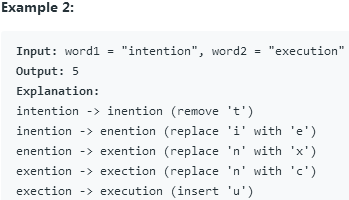 Example 2:
Input: word1 = "intention", word2 = "execution"
Output: 5
Explanation:
intention -> inention (remove 't')
inention -> enention (replace 'i' with 'e')
enention -> exention (replace 'n' with 'x')
exention -> exection (replace 'n' with 'c')
exection -> execution (insert 'u')